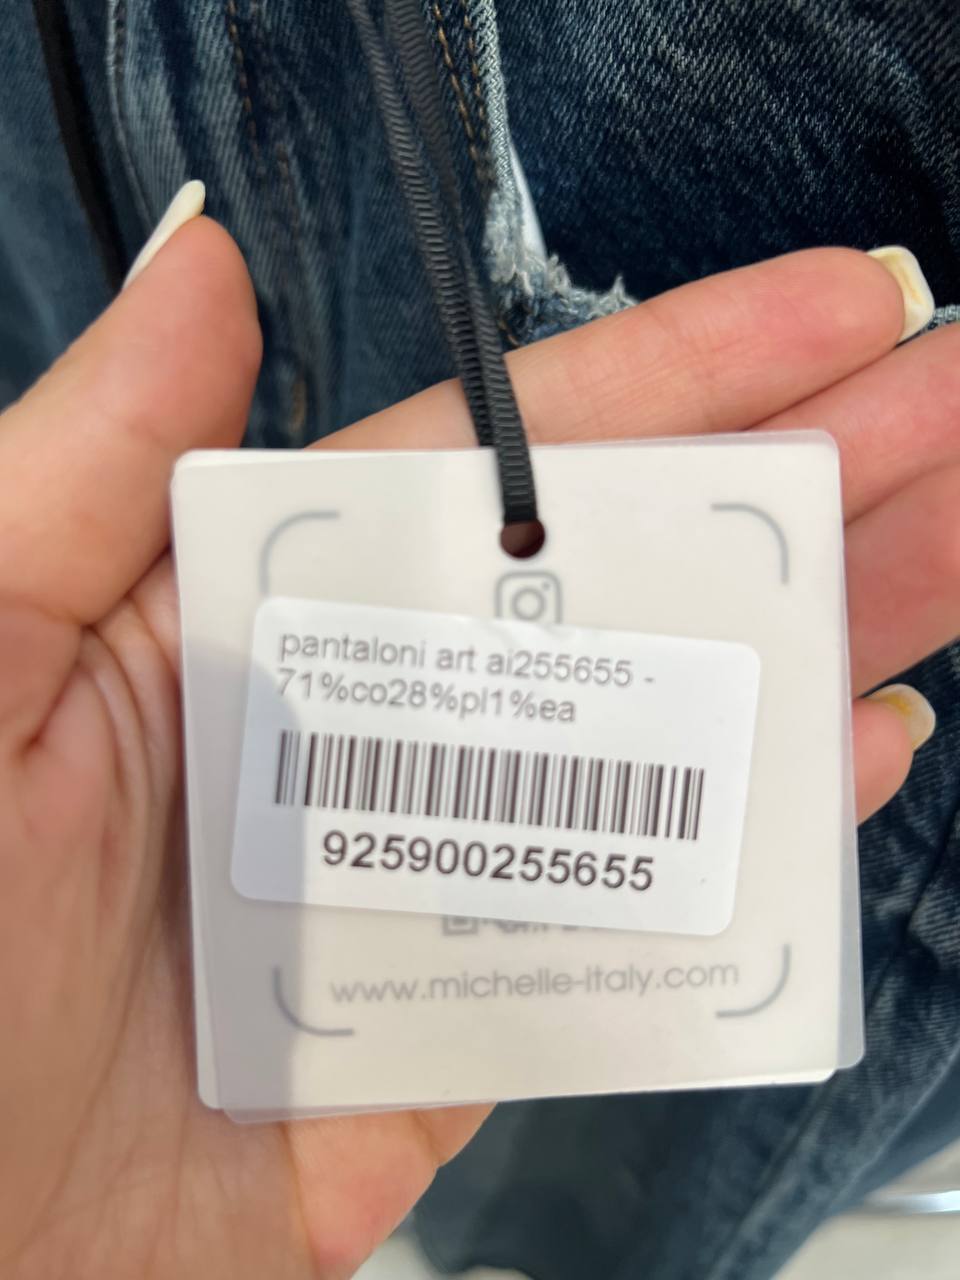 pantaloni art ai255655 -
71%co28%pl1%ea
925900255655
www.michelle-italy.com